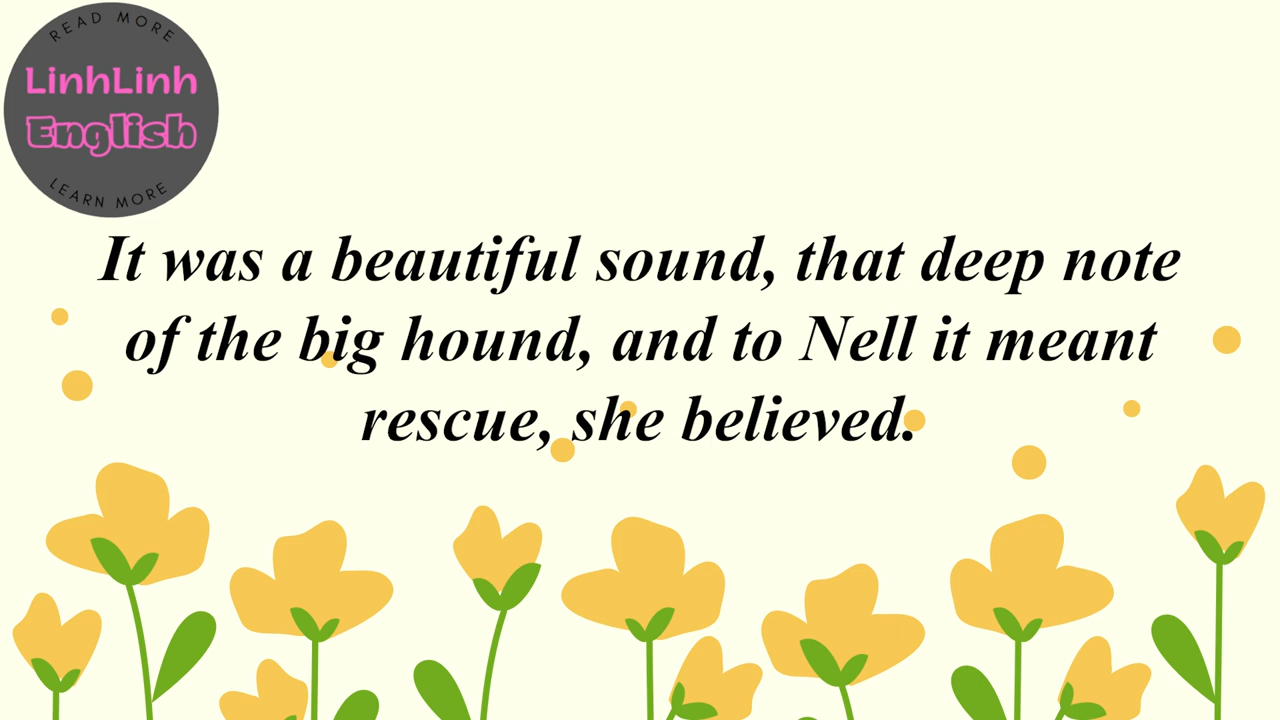 READ MORE
LinhLinh
English
LEARN MORE
It was a beautiful sound, that deep note
of the big hound, and to Nell it meant
rescue, she believed.